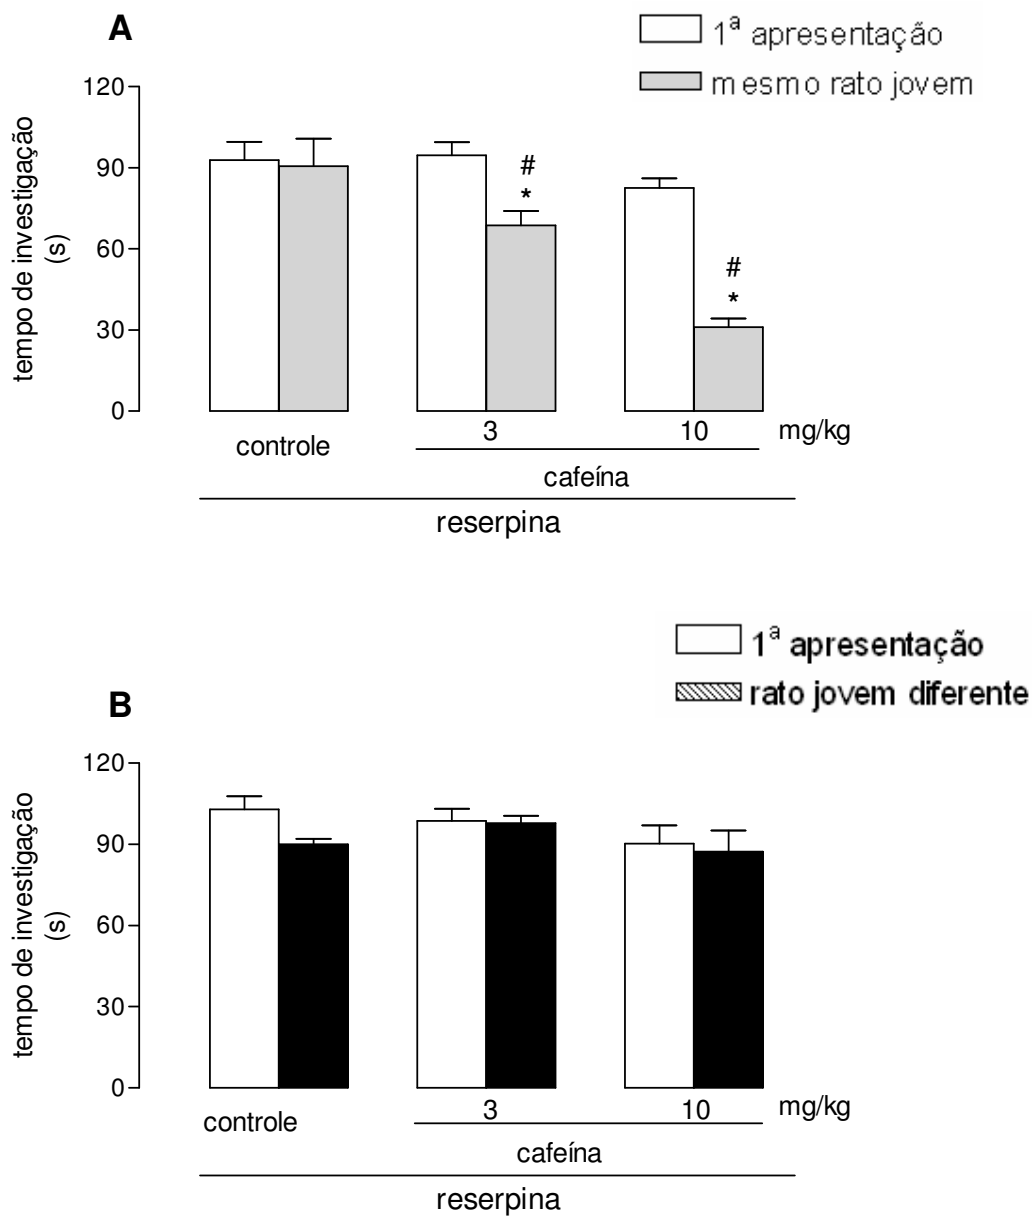 A
1ª apresentação
mesmo rato jovem
tempo de investigação
(s)
120
90
60
30
0
#
*
#
*
controle
3
10
mg/kg
cafeína
reserpina
B
1ª apresentação
rato jovem diferente
tempo de investigação
(s)
120
90
60
30
0
controle
3
10
mg/kg
cafeína
reserpina